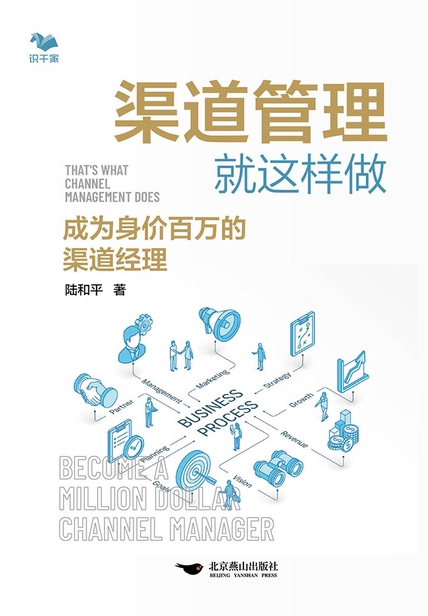 识干家
渠道管理
就这样做
THAT'S WHAT
CHANNEL
MANAGEMENT DOES
成为身价百万的
渠道经理
陆和平 著
Management
Marketing
Strategy
Partner
BUSINESS
PROCESS
Growth
Planning
Revenue
Goals
Vision
BECOME A
MILLION DOLLAR
CHANNEL MANAGER
北京燕山出版社
BEIJING YANSHAN PRESS